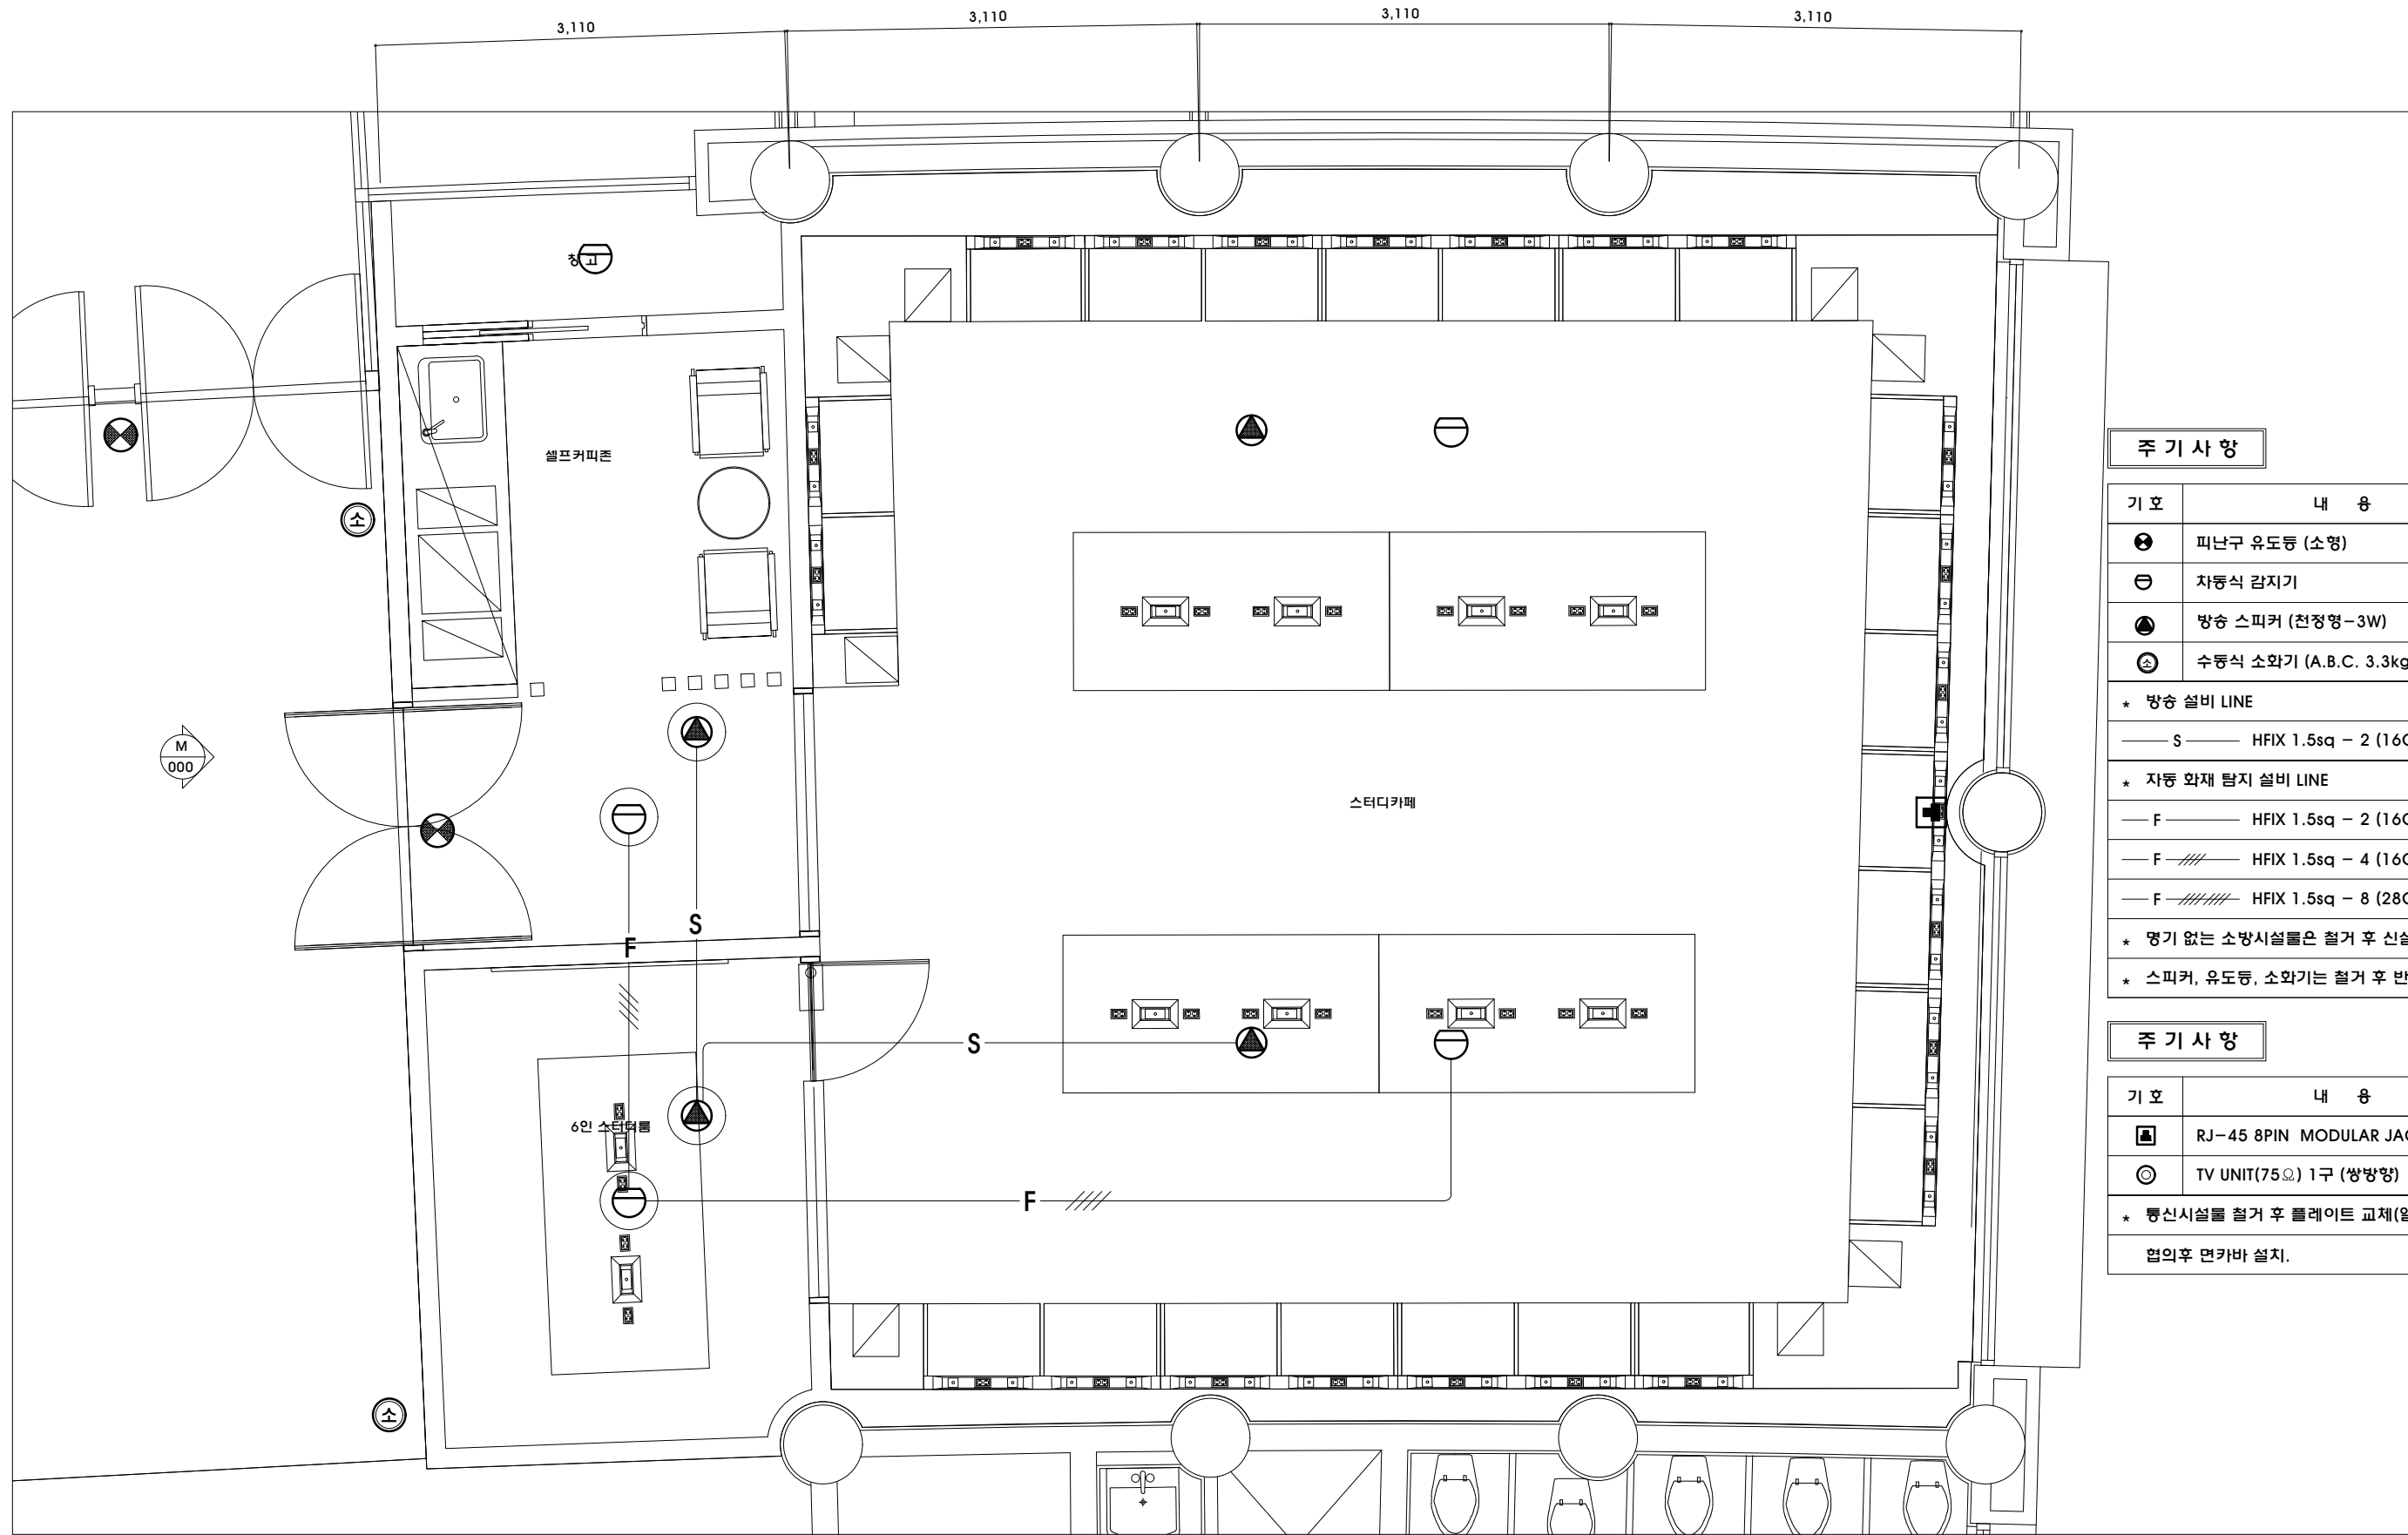 3,110
3,110
3,110
3,110
창고
셀프커피존
소
M
000
스터디카페
S
F
S
6인 스터디룸
F
소
주 기 사 항
기 호 내 용
피난구 유도등 (소형)
차동식 감지기
방송 스피커 (천정형-3W)
소 수동식 소화기 (A.B.C. 3.3kg
* 방송 설비 LINE
S HFIX 1.5sq - 2 (16
* 자동 화재 탐지 설비 LINE
F HFIX 1.5sq - 2 (16
F HFIX 1.5sq - 4 (16
F HFIX 1.5sq - 8 (28
* 명기 없는 소방시설물은 철거 후
* 스피커, 유도등, 소화기는 철거 후 반
주 기 사 항
기 호 내 용
RJ-45 8PIN MODULAR
TV UNIT(75Ω) 1구 (쌍방향)
* 통신시설물 철거 후 플레이트 교체(
협의후 면카바 설치.